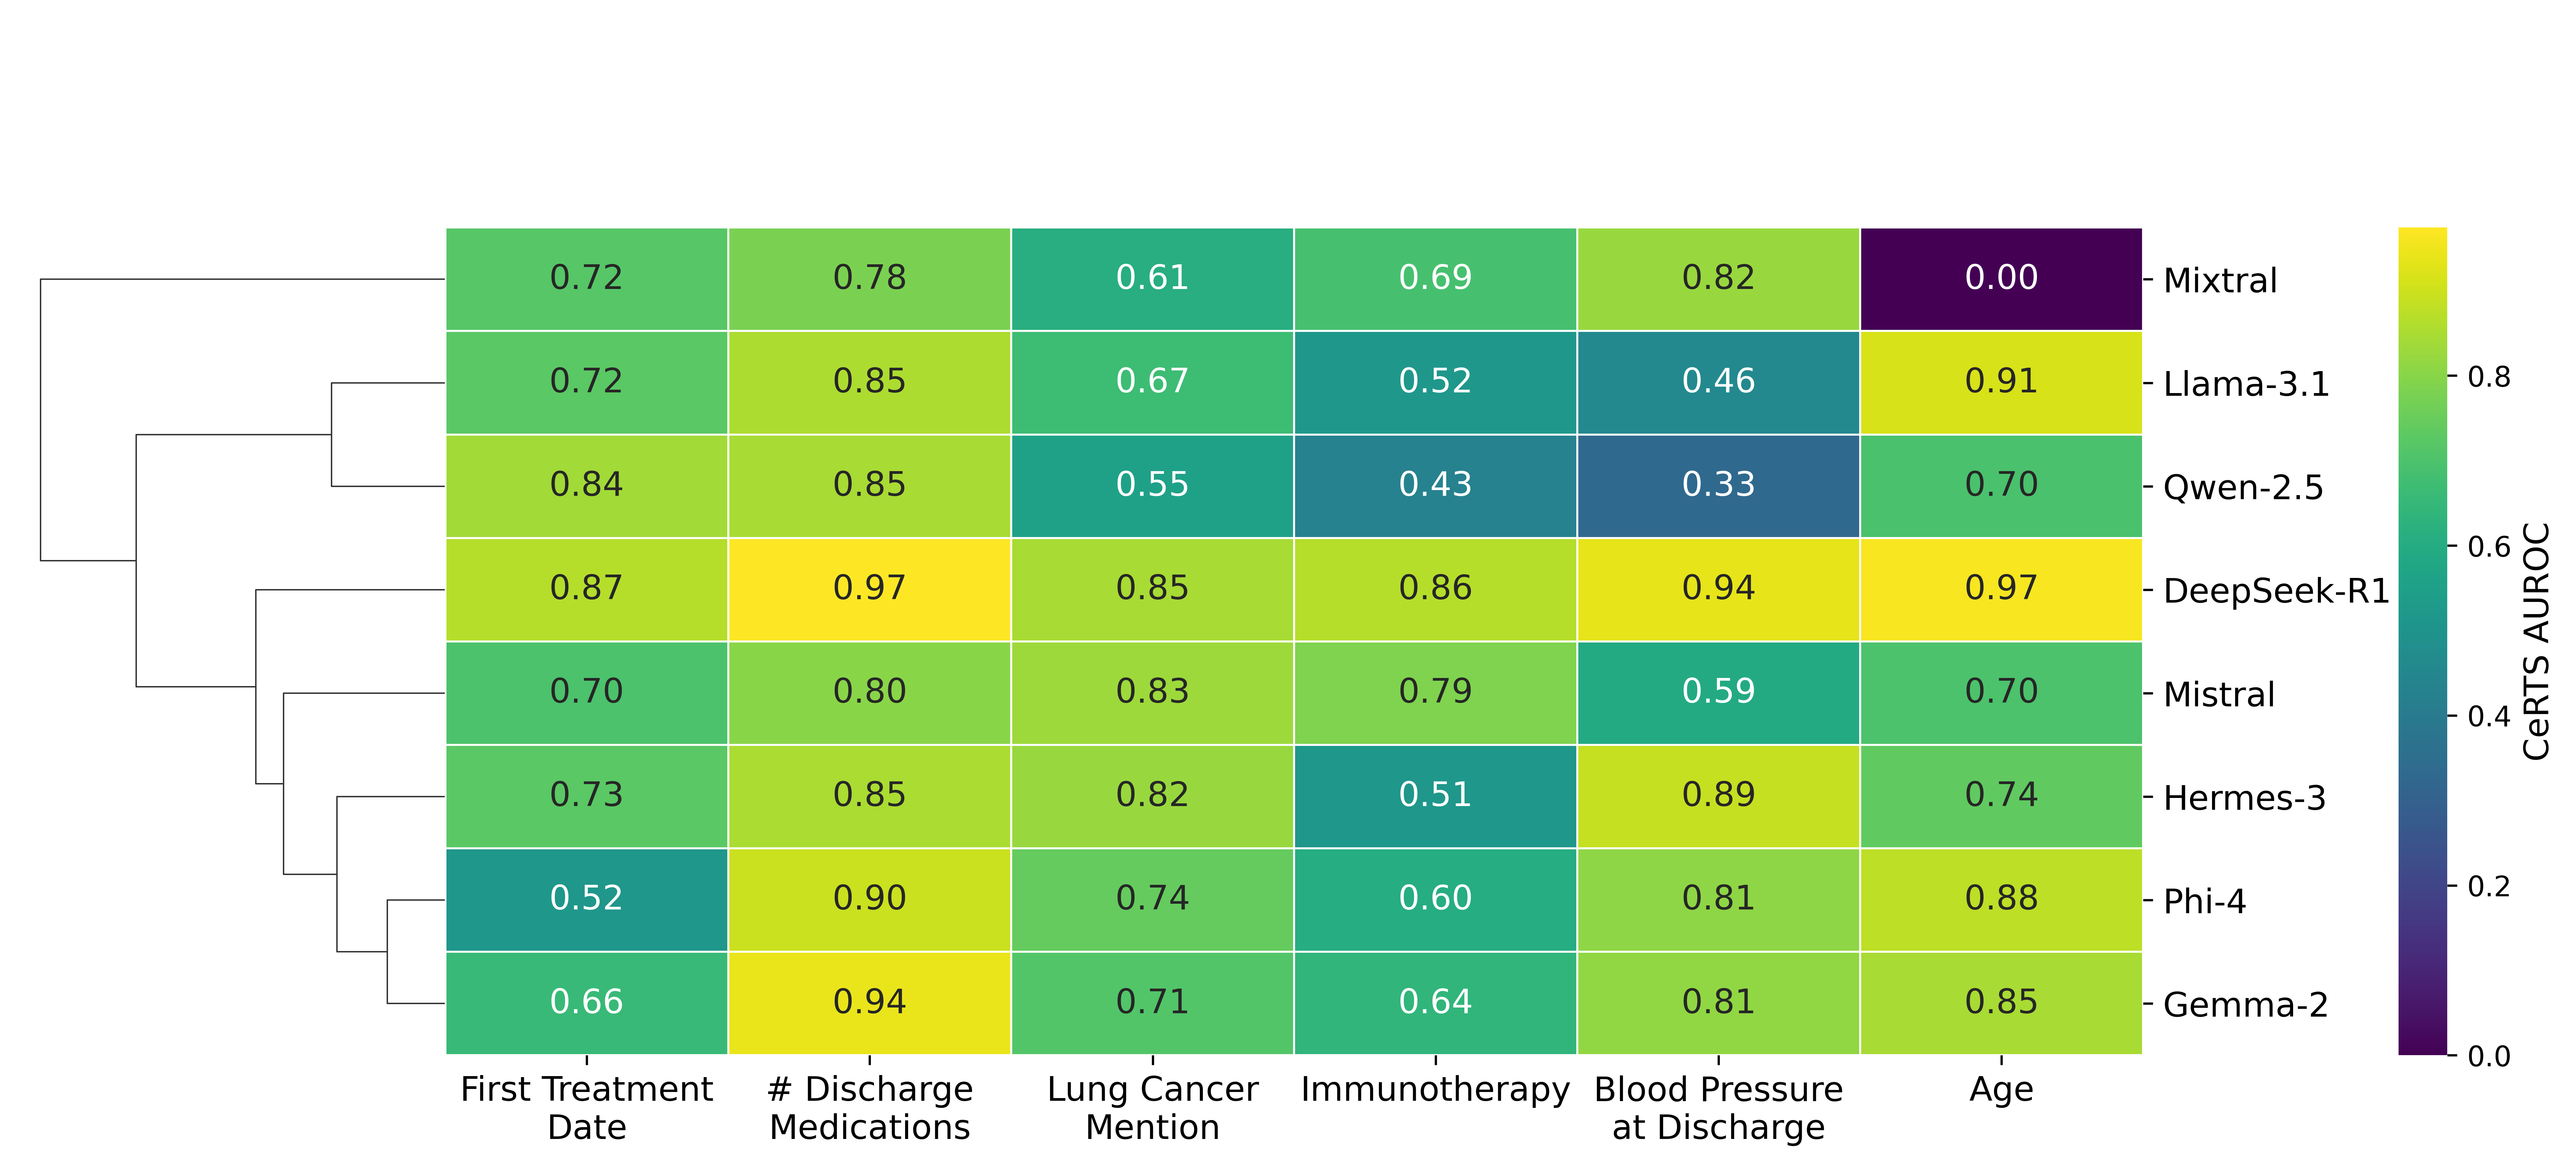 0.72 0.78 0.61 0.69 0.82 0.00 Mixtral
0.72 0.85 0.67 0.52 0.46 0.91 Llama-3.1
0.84 0.85 0.55 0.43 0.33 0.70 Qwen-2.5
0.87 0.97 0.85 0.86 0.94 0.97 DeepSeek-R1
0.70 0.80 0.83 0.79 0.59 0.70 Mistral
0.73 0.85 0.82 0.51 0.89 0.74 Hermes-3
0.52 0.90 0.74 0.60 0.81 0.88 Phi-4
0.66 0.94 0.71 0.64 0.81 0.85 Gemma-2
First Treatment
Date
# Discharge
Medications
Lung Cancer
Mention
Immunotherapy
Blood Pressure
at Discharge
Age
0.8
0.6
0.4
0.2
0.0
CeRTS AUROC